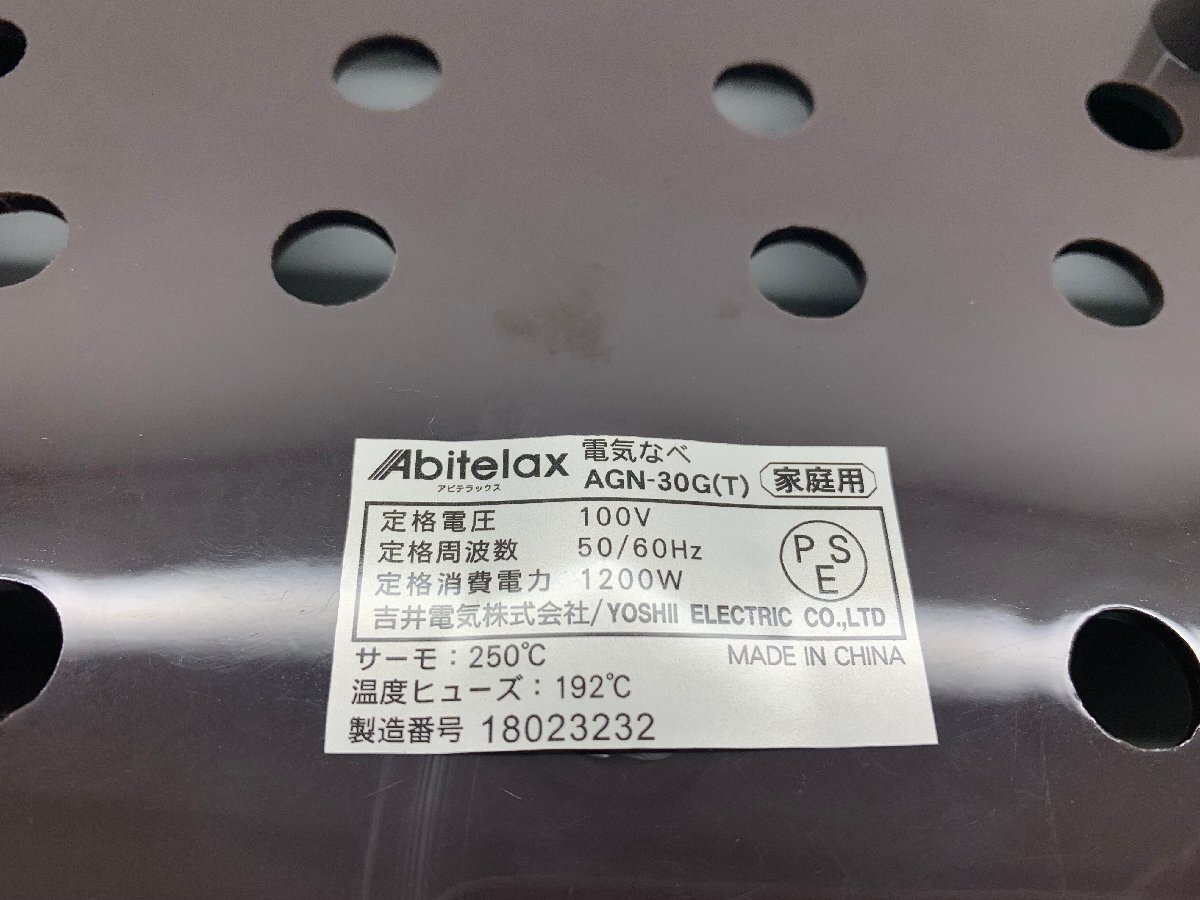 Abitelax
アビテラックス
電気なべ
AGN-30G(T) 家庭用
定格電圧 100V
定格周波数 50/60Hz
定格消費電力 1200W
PSE
吉井電気株式会社/YOSHII ELECTRIC CO.,LTD
サーモ:250℃ MADE IN CHINA
温度ヒューズ:192℃
製造番号 18023232